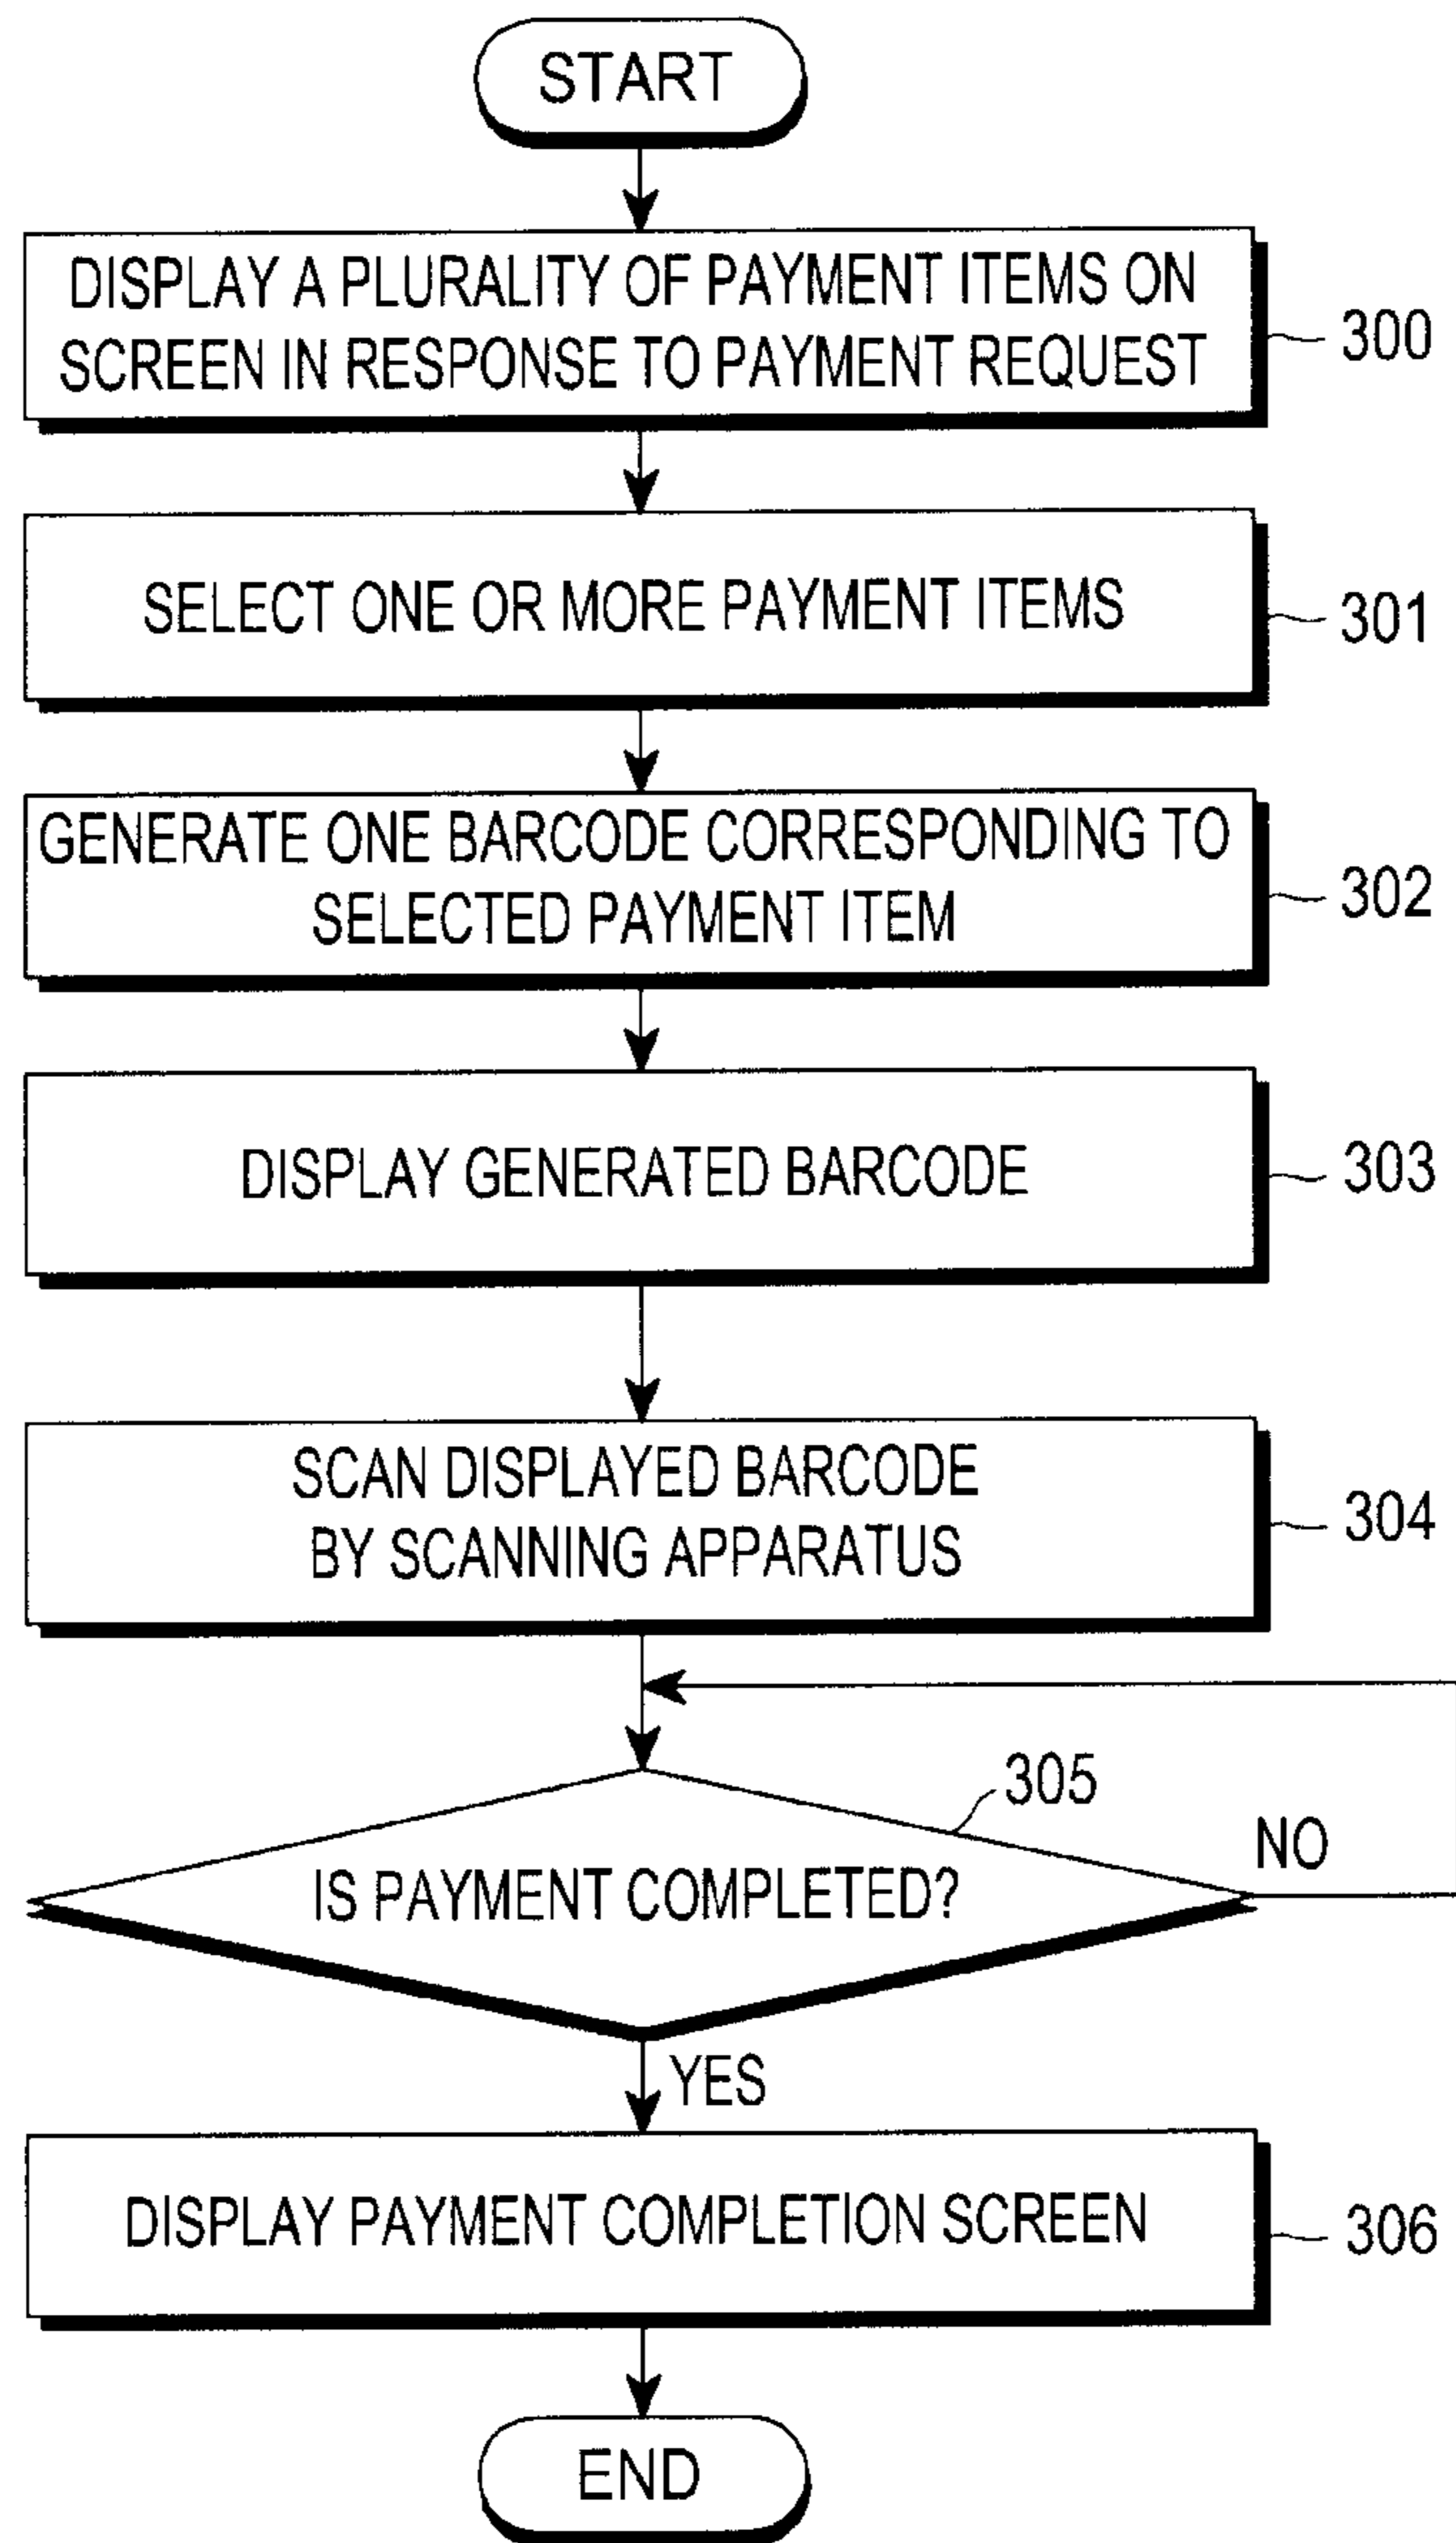 START
DISPLAY A PLURALITY OF PAYMENT ITEMS ON
SCREEN IN RESPONSE TO PAYMENT REQUEST
300
SELECT ONE OR MORE PAYMENT ITEMS
301
GENERATE ONE BARCODE CORRESPONDING TO
SELECTED PAYMENT ITEM
302
DISPLAY GENERATED BARCODE
303
SCAN DISPLAYED BARCODE
BY SCANNING APPARATUS
304
305
NO
IS PAYMENT COMPLETED?
YES
DISPLAY PAYMENT COMPLETION SCREEN
306
END